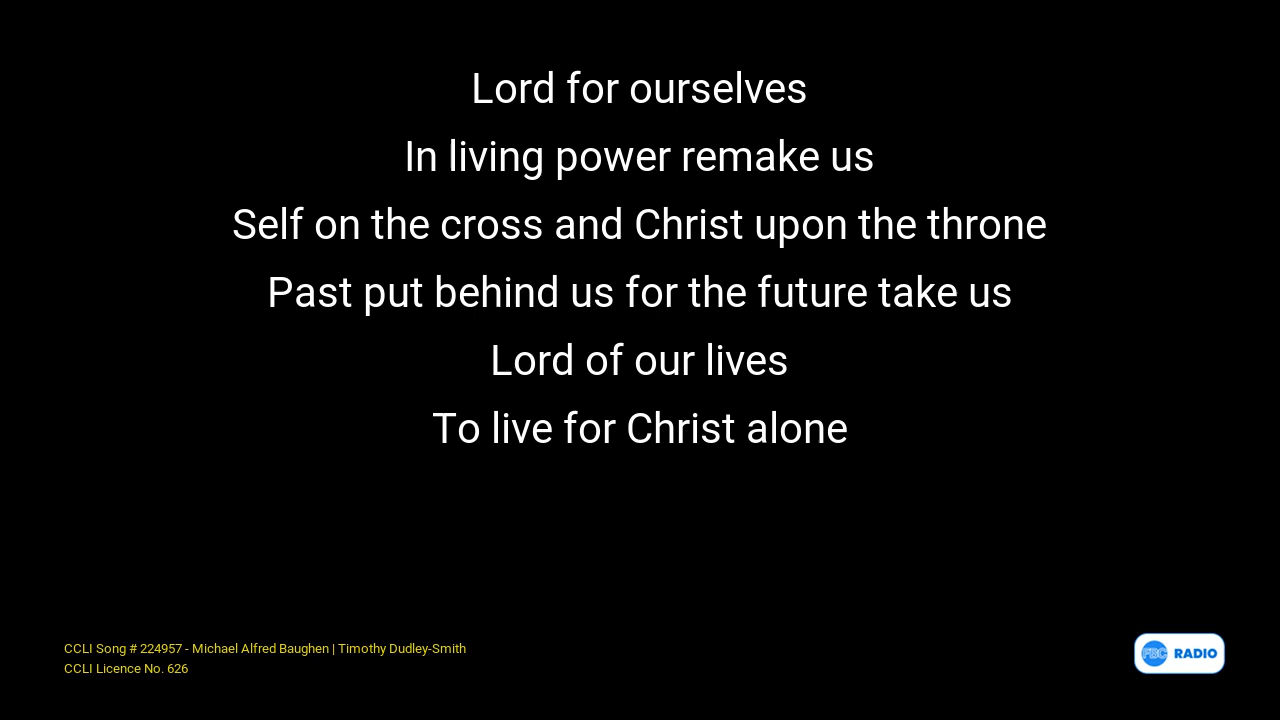 Lord for ourselves
In living power remake us
Self on the cross and Christ upon the throne
Past put behind us for the future take us
Lord of our lives
To live for Christ alone
CCLI Song # 224957 - Michael Alfred Baughen | Timothy Dudley-Smith
CCLI Licence No. 626
FBC RADIO